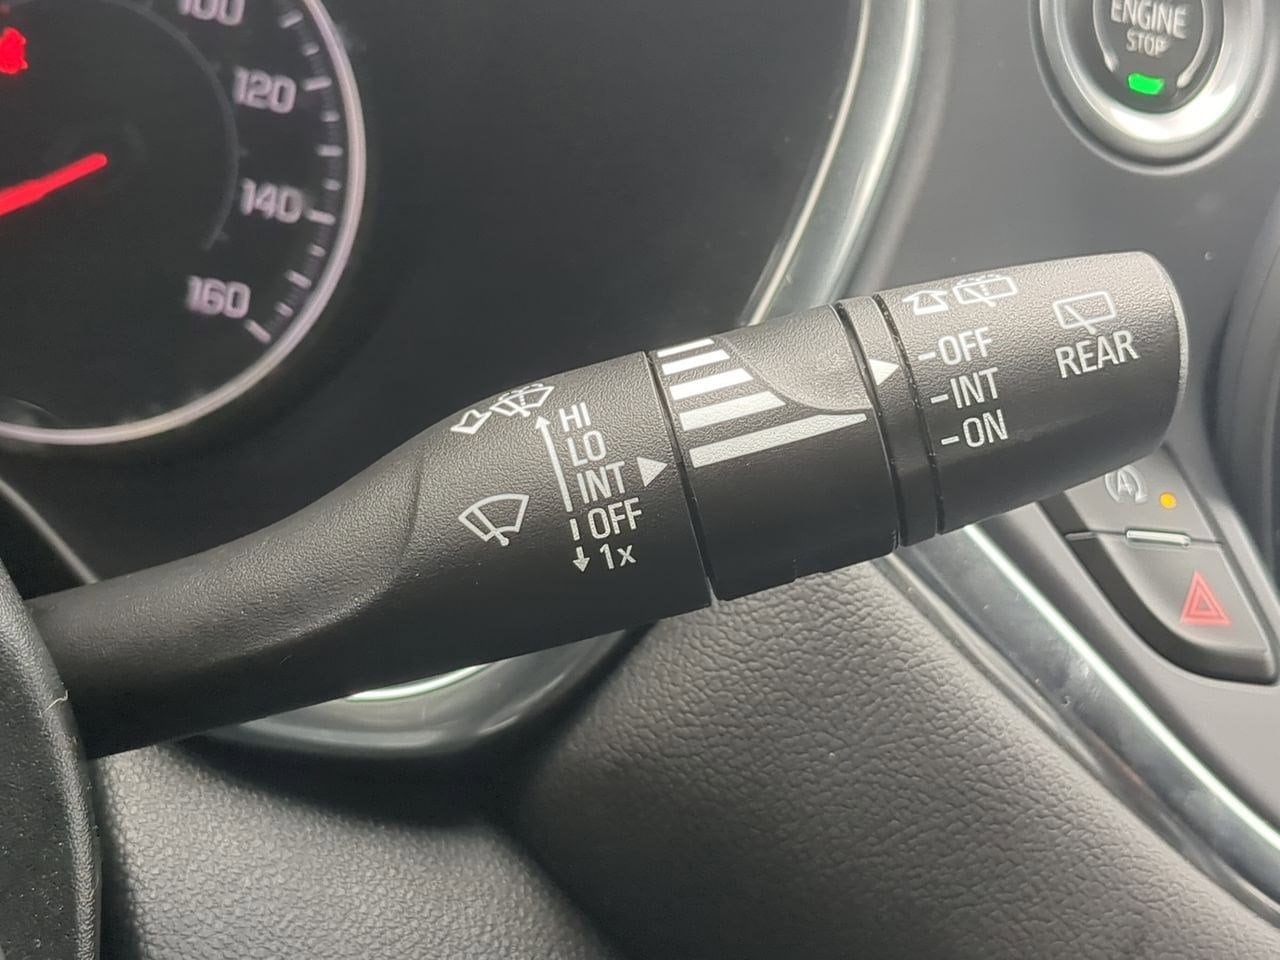 100
120
140
160
ENGINE
STOP
HI
LO
INT
OFF
1x
-OFF
-INT
-ON
REAR
A